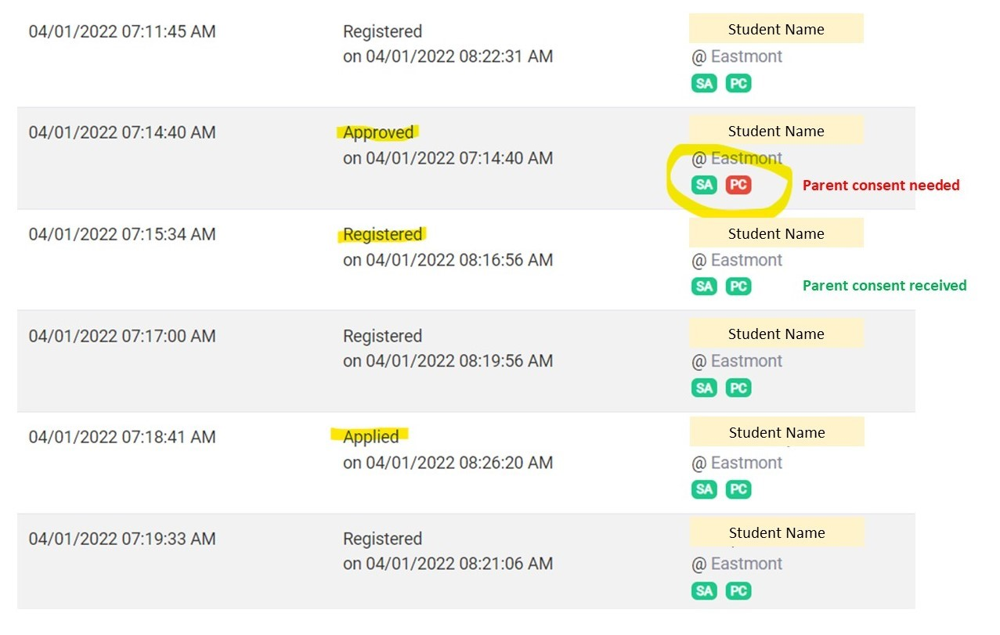 04/01/2022 07:11:45 AM Registered Student Name
on 04/01/2022 08:22:31 AM @ Eastmont
SA PC
04/01/2022 07:14:40 AM Approved Student Name
on 04/01/2022 07:14:40 AM @ Eastmont
SA PC Parent consent needed
04/01/2022 07:15:34 AM Registered Student Name
on 04/01/2022 08:16:56 AM @ Eastmont
SA PC Parent consent received
04/01/2022 07:17:00 AM Registered Student Name
on 04/01/2022 08:19:56 AM @ Eastmont
SA PC
04/01/2022 07:18:41 AM Applied Student Name
on 04/01/2022 08:26:20 AM @ Eastmont
SA PC
04/01/2022 07:19:33 AM Registered Student Name
on 04/01/2022 08:21:06 AM @ Eastmont
SA PC